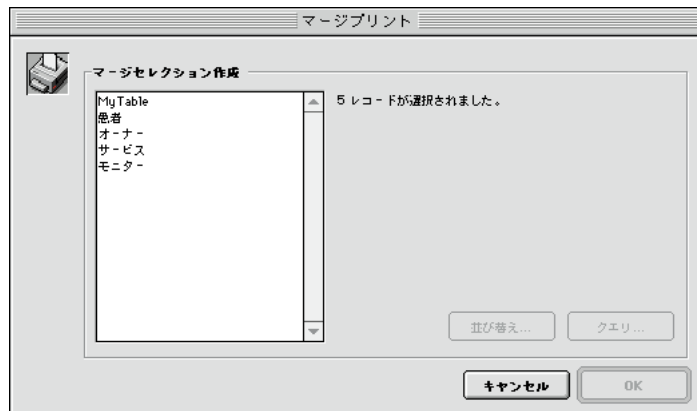 マージプリント
マージセレクション作成
MyTable
患者
オーナー
サービス
モニター
5 レコードが選択されました。
並び替え...
クエリ...
キャンセル
OK